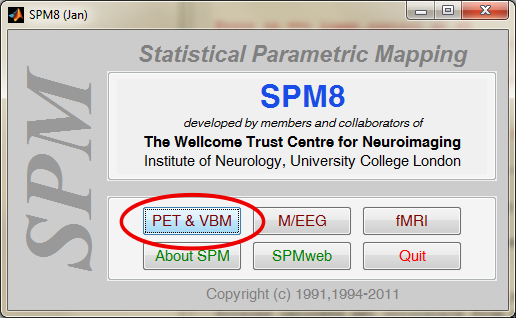 SPM8 (Jan)
Statistical Parametric Mapping
SPM
SPM8
developed by members and collaborators of
The Wellcome Trust Centre for Neuroimaging
Institute of Neurology, University College London
PET & VBM M/EEG fMRI
About SPM SPMweb Quit
Copyright (c) 1991,1994-2011